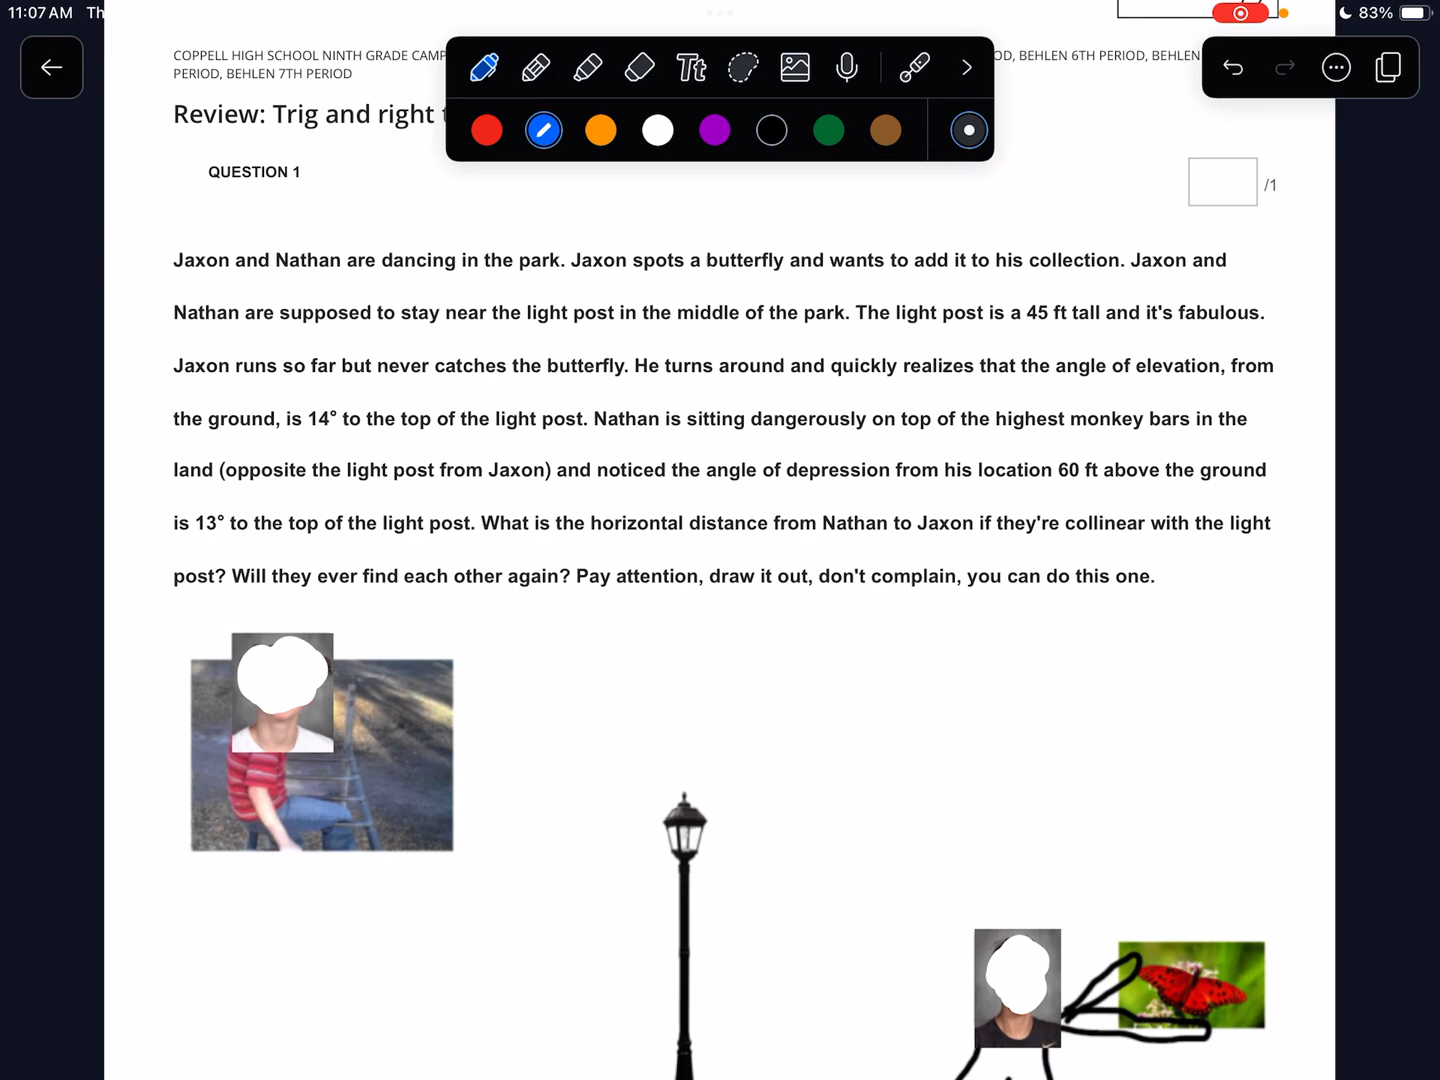 11:07 AM Th
83%
COPPELL HIGH SCHOOL NINTH GRADE CAMP
OD, BEHLEN 6TH PERIOD, BEHLEN
PERIOD, BEHLEN 7TH PERIOD
Tt
Review: Trig and right
QUESTION 1
/1
Jaxon and Nathan are dancing in the park. Jaxon spots a butterfly and wants to add it to his collection. Jaxon and
Nathan are supposed to stay near the light post in the middle of the park. The light post is a 45 ft tall and it's fabulous.
Jaxon runs so far but never catches the butterfly. He turns around and quickly realizes that the angle of elevation, from
the ground, is 14° to the top of the light post. Nathan is sitting dangerously on top of the highest monkey bars in the
land (opposite the light post from Jaxon) and noticed the angle of depression from his location 60 ft above the ground
is 13° to the top of the light post. What is the horizontal distance from Nathan to Jaxon if they're collinear with the light
post? Will they ever find each other again? Pay attention, draw it out, don't complain, you can do this one.